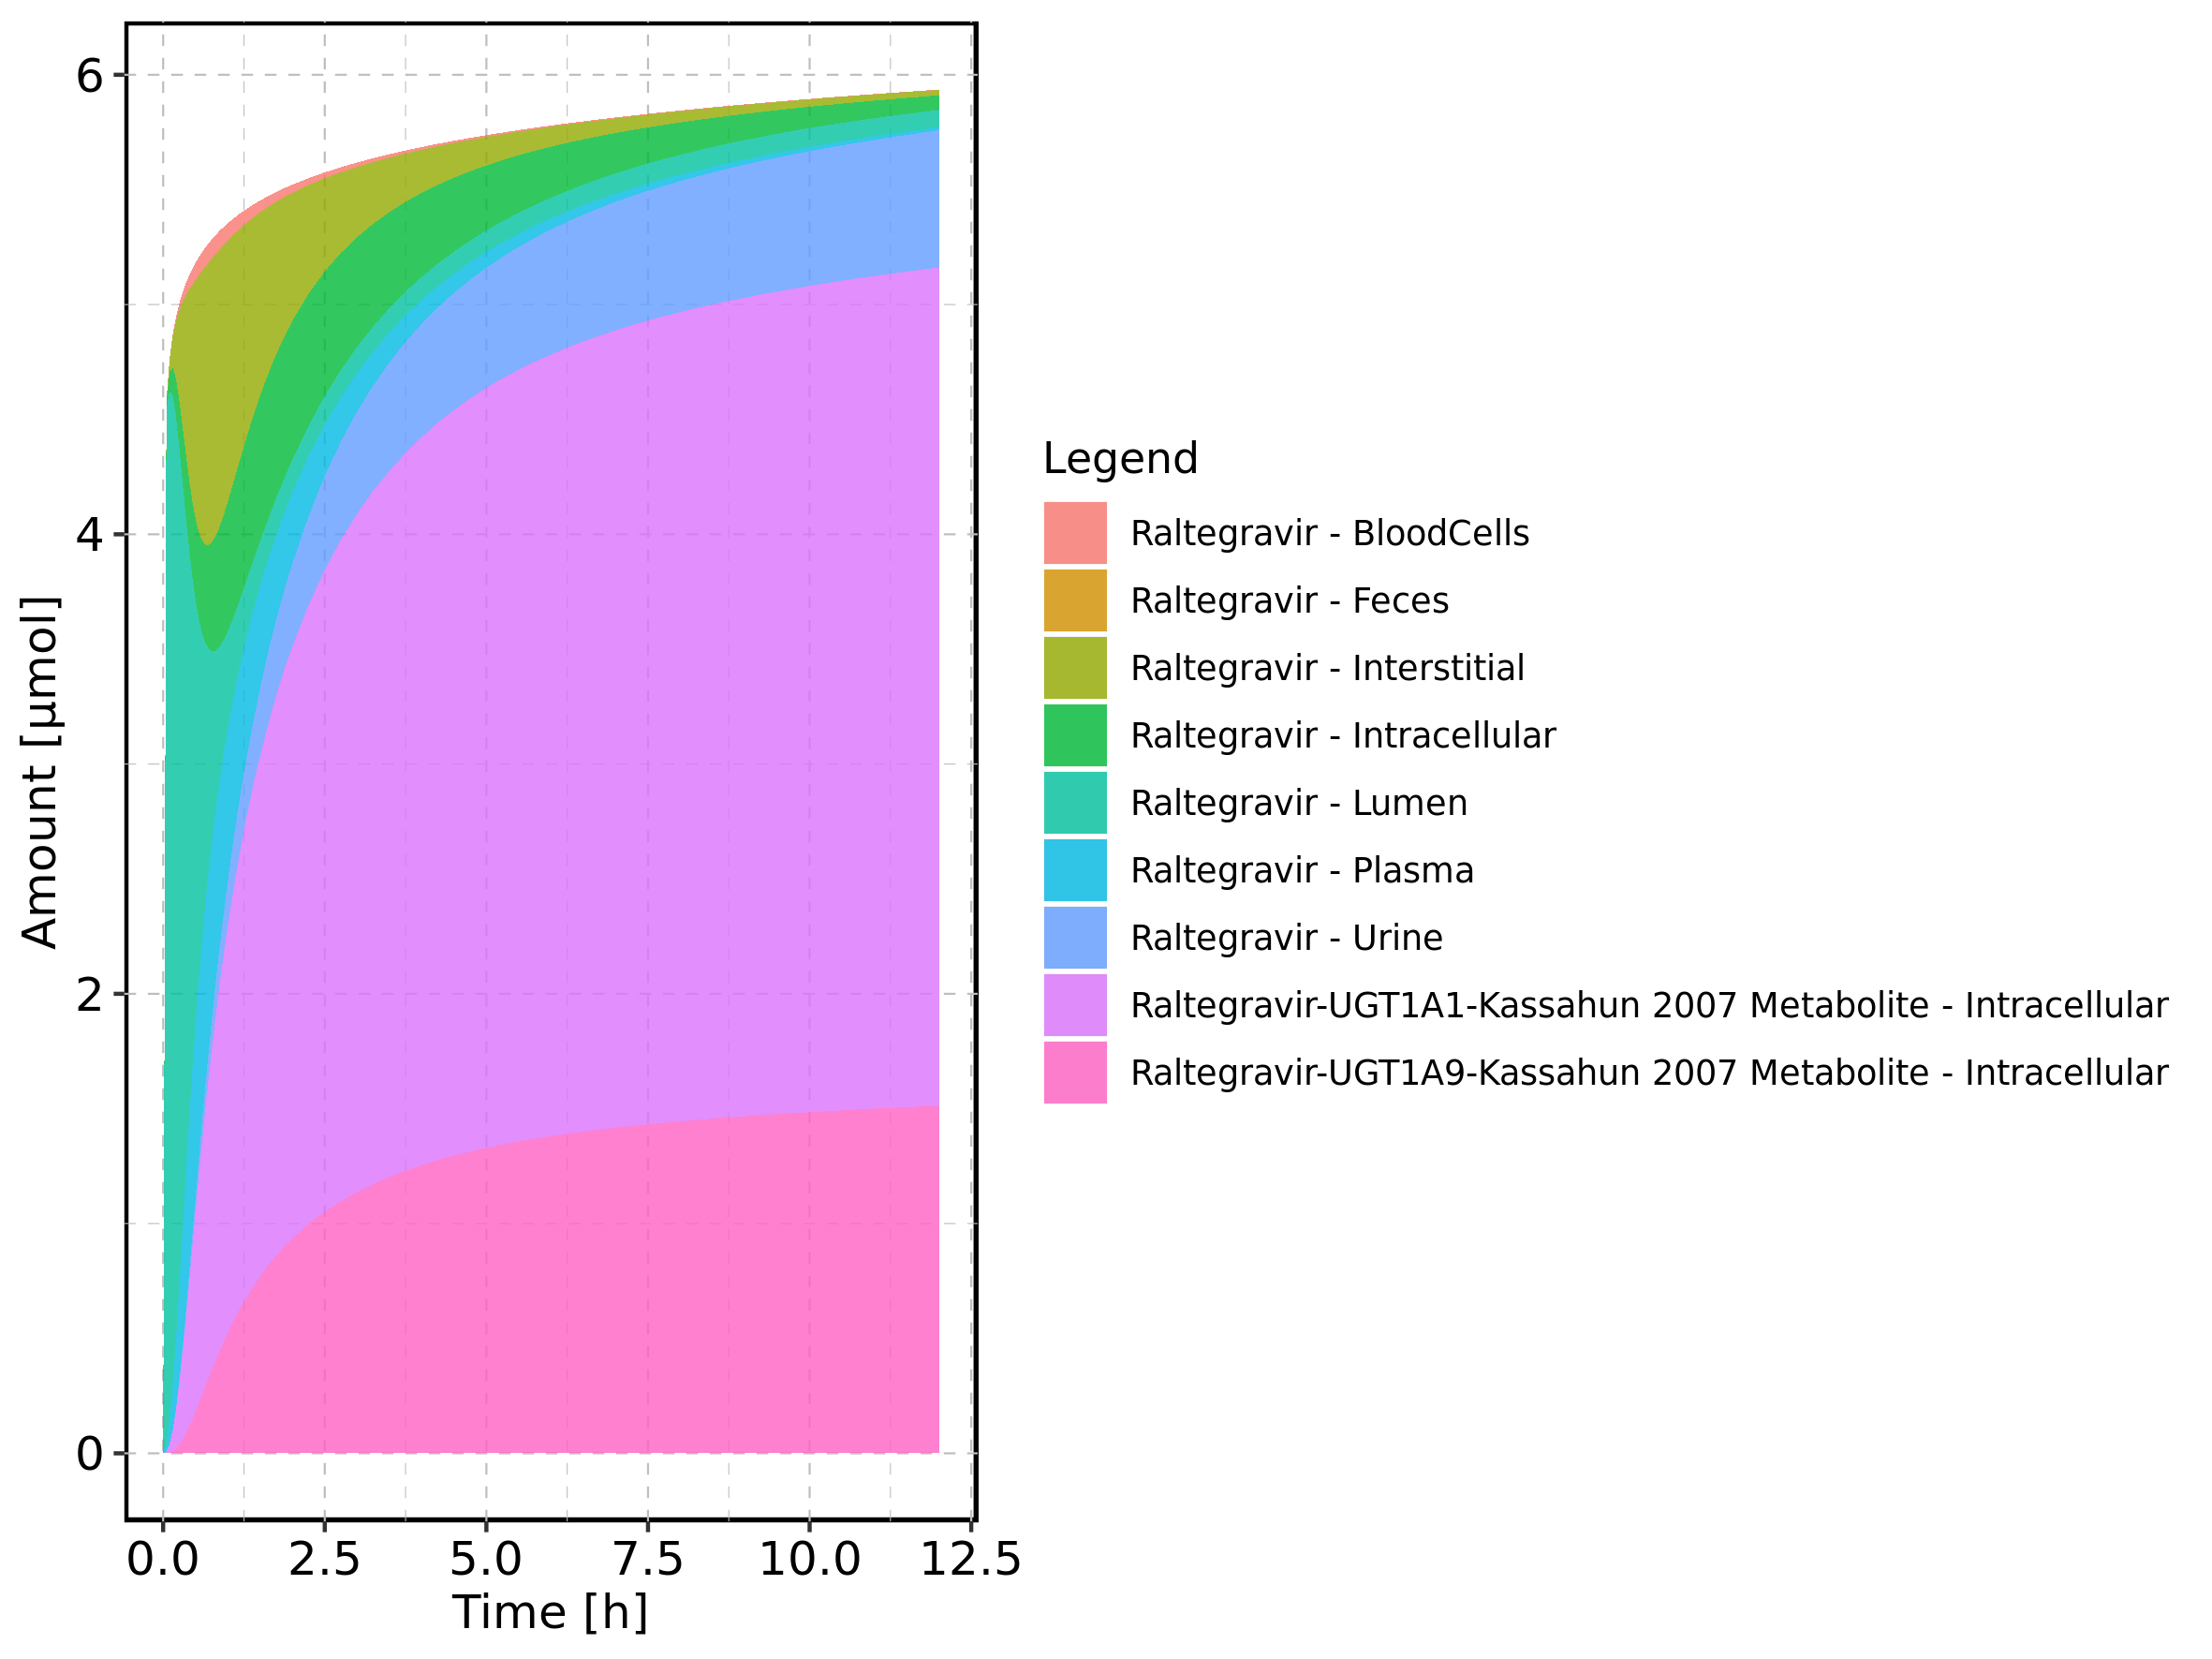 6
4
2
0
Amount [µmol]
0.0 2.5 5.0 7.5 10.0 12.5
Time [h]
Legend
Raltegravir - BloodCells
Raltegravir - Feces
Raltegravir - Interstitial
Raltegravir - Intracellular
Raltegravir - Lumen
Raltegravir - Plasma
Raltegravir - Urine
Raltegravir-UGT1A1-Kassahun 2007 Metabolite - Intracellular
Raltegravir-UGT1A9-Kassahun 2007 Metabolite - Intracellular